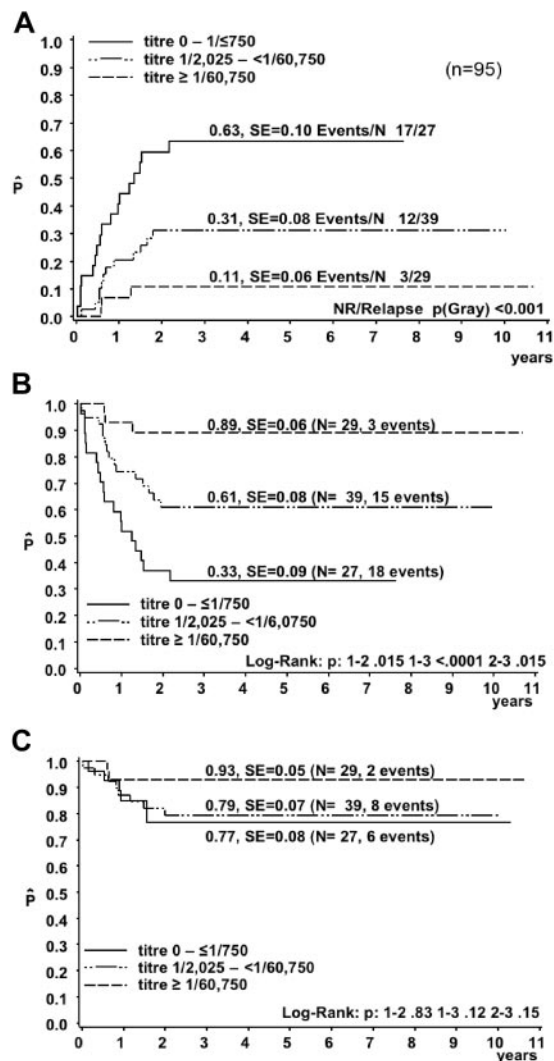 A
titre 0 – 1/≤750
titre 1/2,025 – <1/60,750
titre ≥ 1/60,750
(n=95)
1.0
0.9
0.8
0.7
0.6
0.5
0.4
0.3
0.2
0.1
0.0
P̂
0.63, SE=0.10 Events/N 17/27
0.31, SE=0.08 Events/N 12/39
0.11, SE=0.06 Events/N 3/29
NR/Relapse p(Gray) <0.001
0 1 2 3 4 5 6 7 8 9 10 11
years
B
1.0
0.9
0.8
0.7
0.6
0.5
0.4
0.3
0.2
0.1
0.0
P̂
0.89, SE=0.06 (N= 29, 3 events)
0.61, SE=0.08 (N= 39, 15 events)
0.33, SE=0.09 (N= 27, 18 events)
titre 0 – ≤1/750
titre 1/2,025 – <1/6,0750
titre ≥ 1/60,750
Log-Rank: p: 1-2 .015 1-3 <.0001 2-3 .015
0 1 2 3 4 5 6 7 8 9 10 11
years
C
1.0
0.9
0.8
0.7
0.6
0.5
0.4
0.3
0.2
0.1
0.0
P̂
0.93, SE=0.05 (N= 29, 2 events)
0.79, SE=0.07 (N= 39, 8 events)
0.77, SE=0.08 (N= 27, 6 events)
titre 0 – ≤1/750
titre 1/2,025 – <1/60,750
titre ≥ 1/60,750
Log-Rank: p: 1-2 .83 1-3 .12 2-3 .15
0 1 2 3 4 5 6 7 8 9 10 11
years